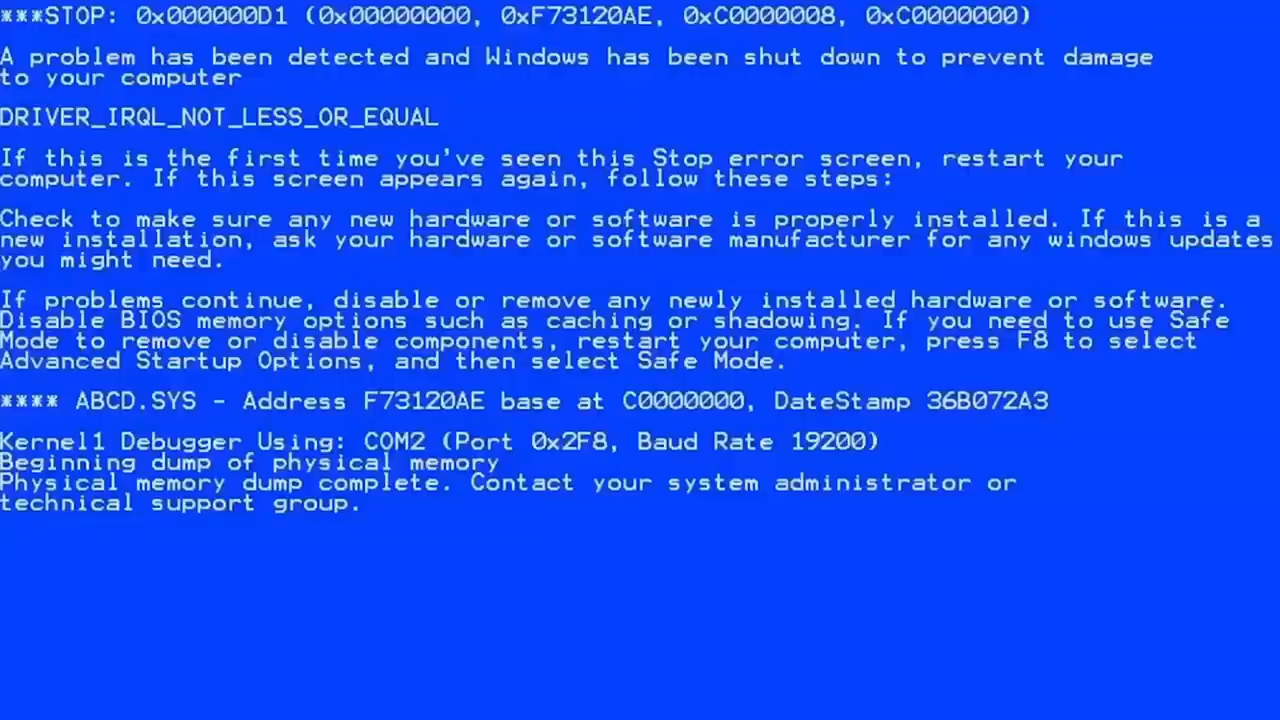 ***STOP: 0x000000D1 (0x00000000, 0xF73120AE, 0xC0000008, 0xC0000000)
A problem has been detected and Windows has been shut down to prevent damage
to your computer
DRIVER_IRQL_NOT_LESS_OR_EQUAL
If this is the first time you've seen this Stop error screen, restart your
computer. If this screen appears again, follow these steps:
Check to make sure any new hardware or software is properly installed. If this is a
new installation, ask your hardware or software manufacturer for any windows updates
you might need.
If problems continue, disable or remove any newly installed hardware or software.
Disable BIOS memory options such as caching or shadowing. If you need to use Safe
Mode to remove or disable components, restart your computer, press F8 to select
Advanced Startup Options, and then select Safe Mode.
**** ABCD.SYS - Address F73120AE base at C0000000, DateStamp 36B072A3
Kernel1 Debugger Using: COM2 (Port 0x2F8, Baud Rate 19200)
Beginning dump of physical memory
Physical memory dump complete. Contact your system administrator or
technical support group.